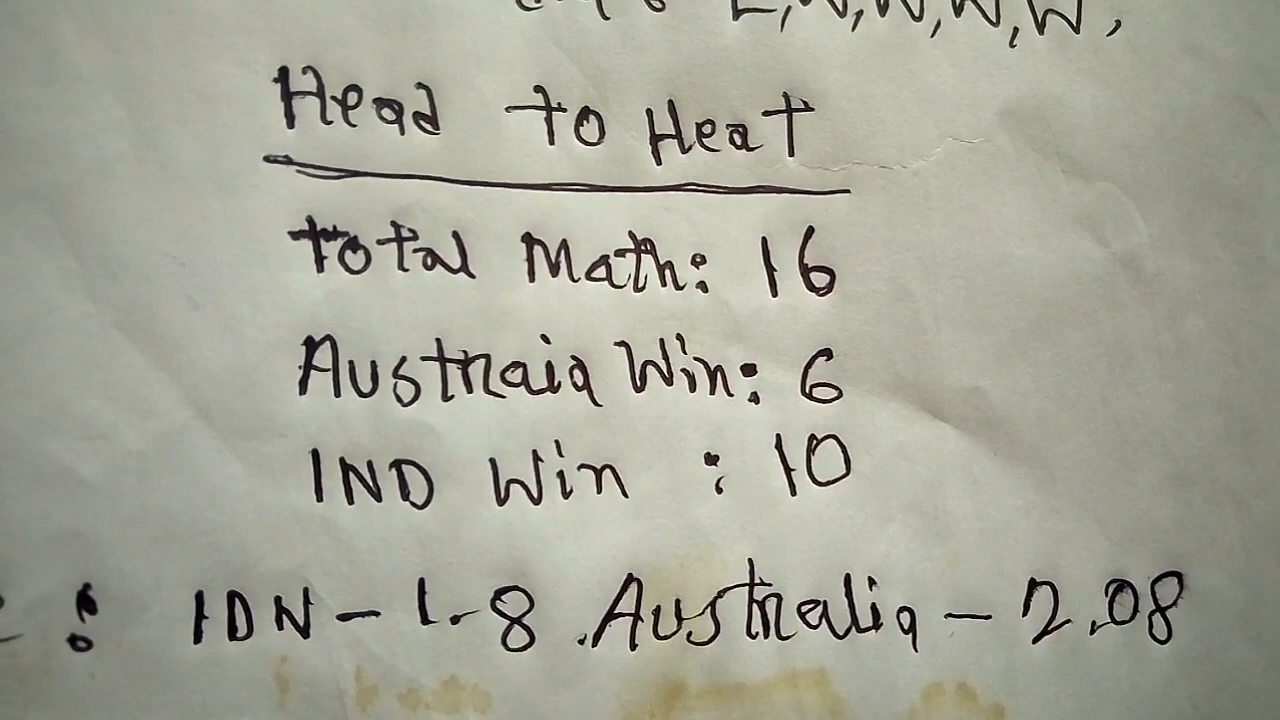 L, W, W, W, W,
Head to Heat
Total Math: 16
Austraia Win: 6
IND Win : 10
: IDN - 1.8 . Australia - 2.08